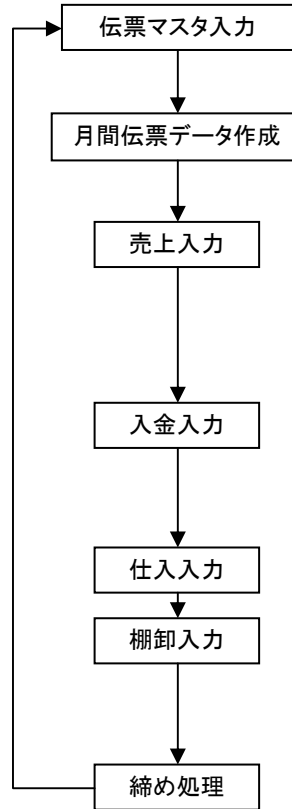 伝票マスタ入力
月間伝票データ作成
売上入力
入金入力
仕入入力
棚卸入力
締め処理